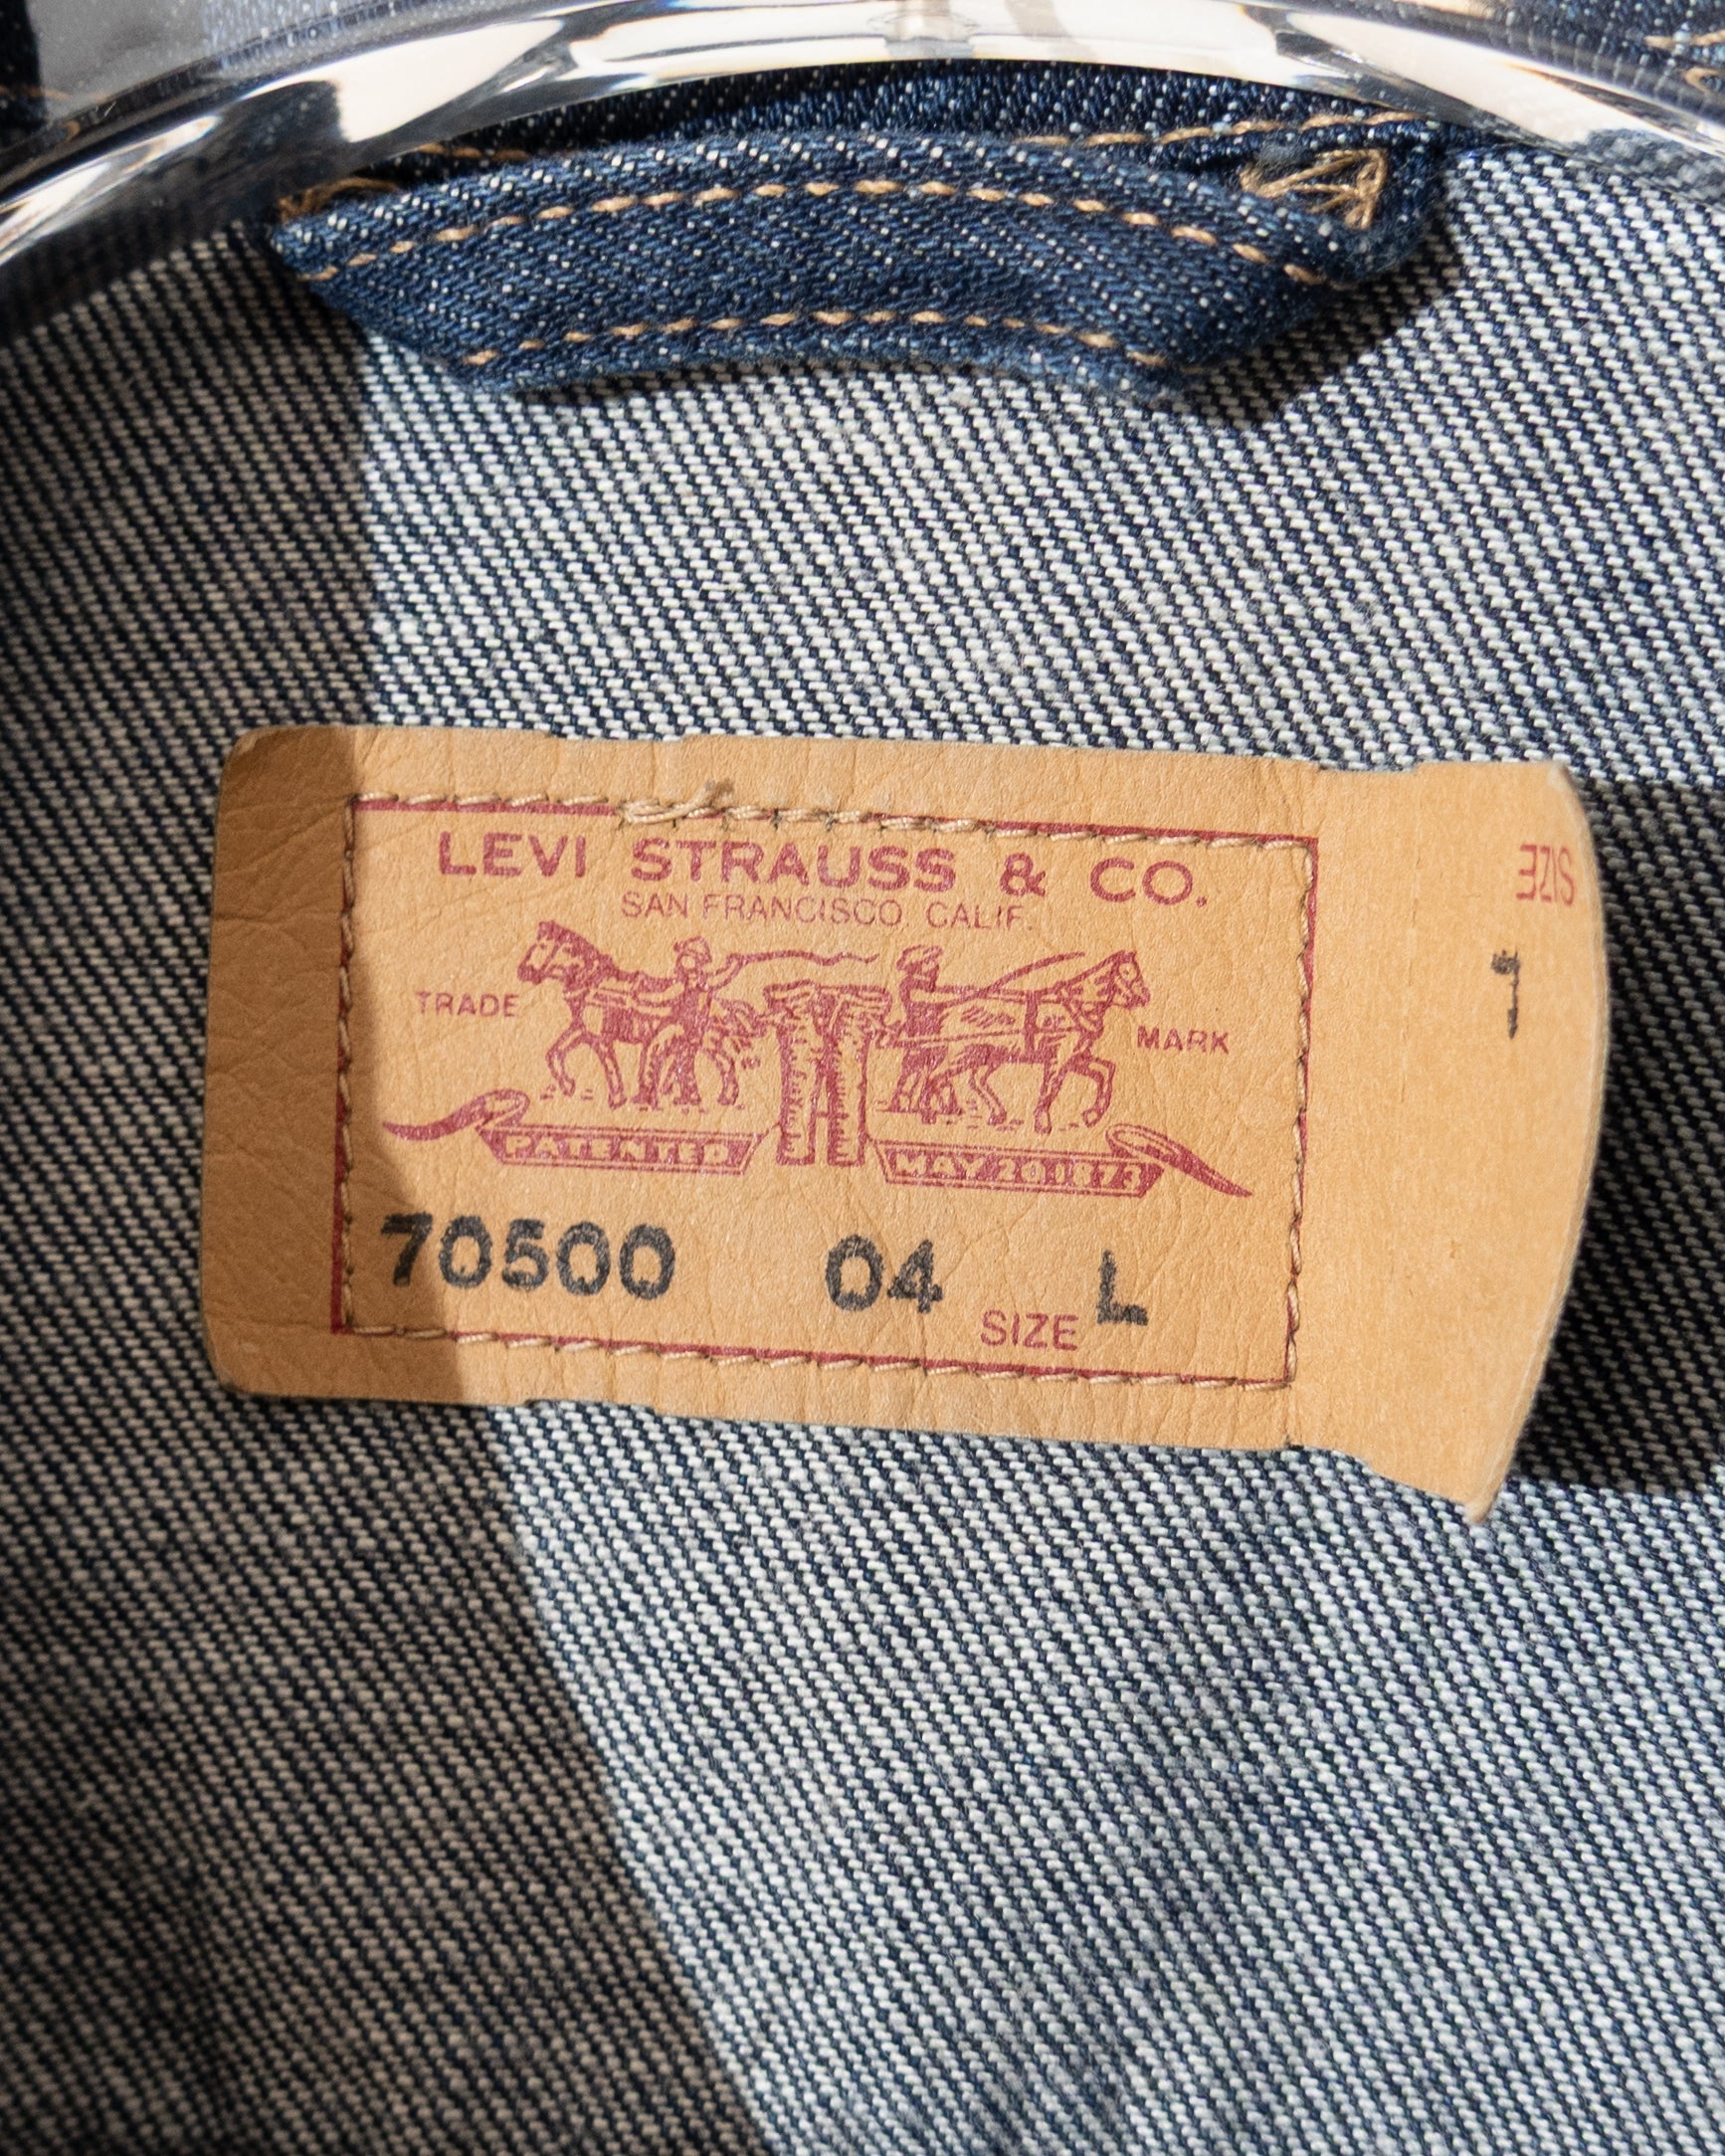 LEVI STRAUSS & CO.
SAN FRANCISCO, CALIF.
TRADE MARK
PATENTED MAY 20 1873
70500 04 SIZE L
SIZE